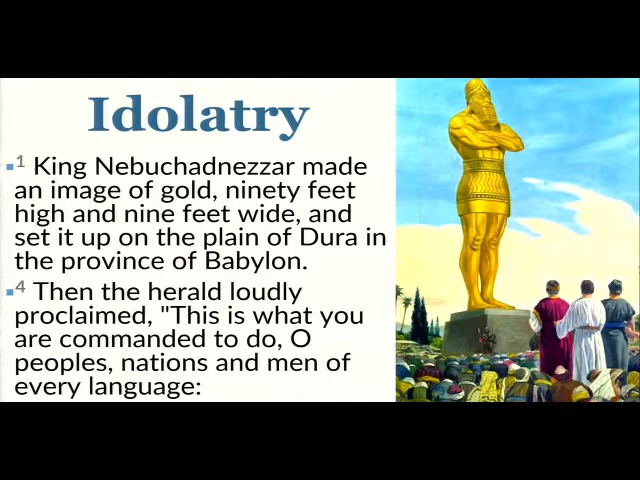 Idolatry
1 King Nebuchadnezzar made
an image of gold, ninety feet
high and nine feet wide, and
set it up on the plain of Dura in
the province of Babylon.
4 Then the herald loudly
proclaimed, "This is what you
are commanded to do, O
peoples, nations and men of
every language: